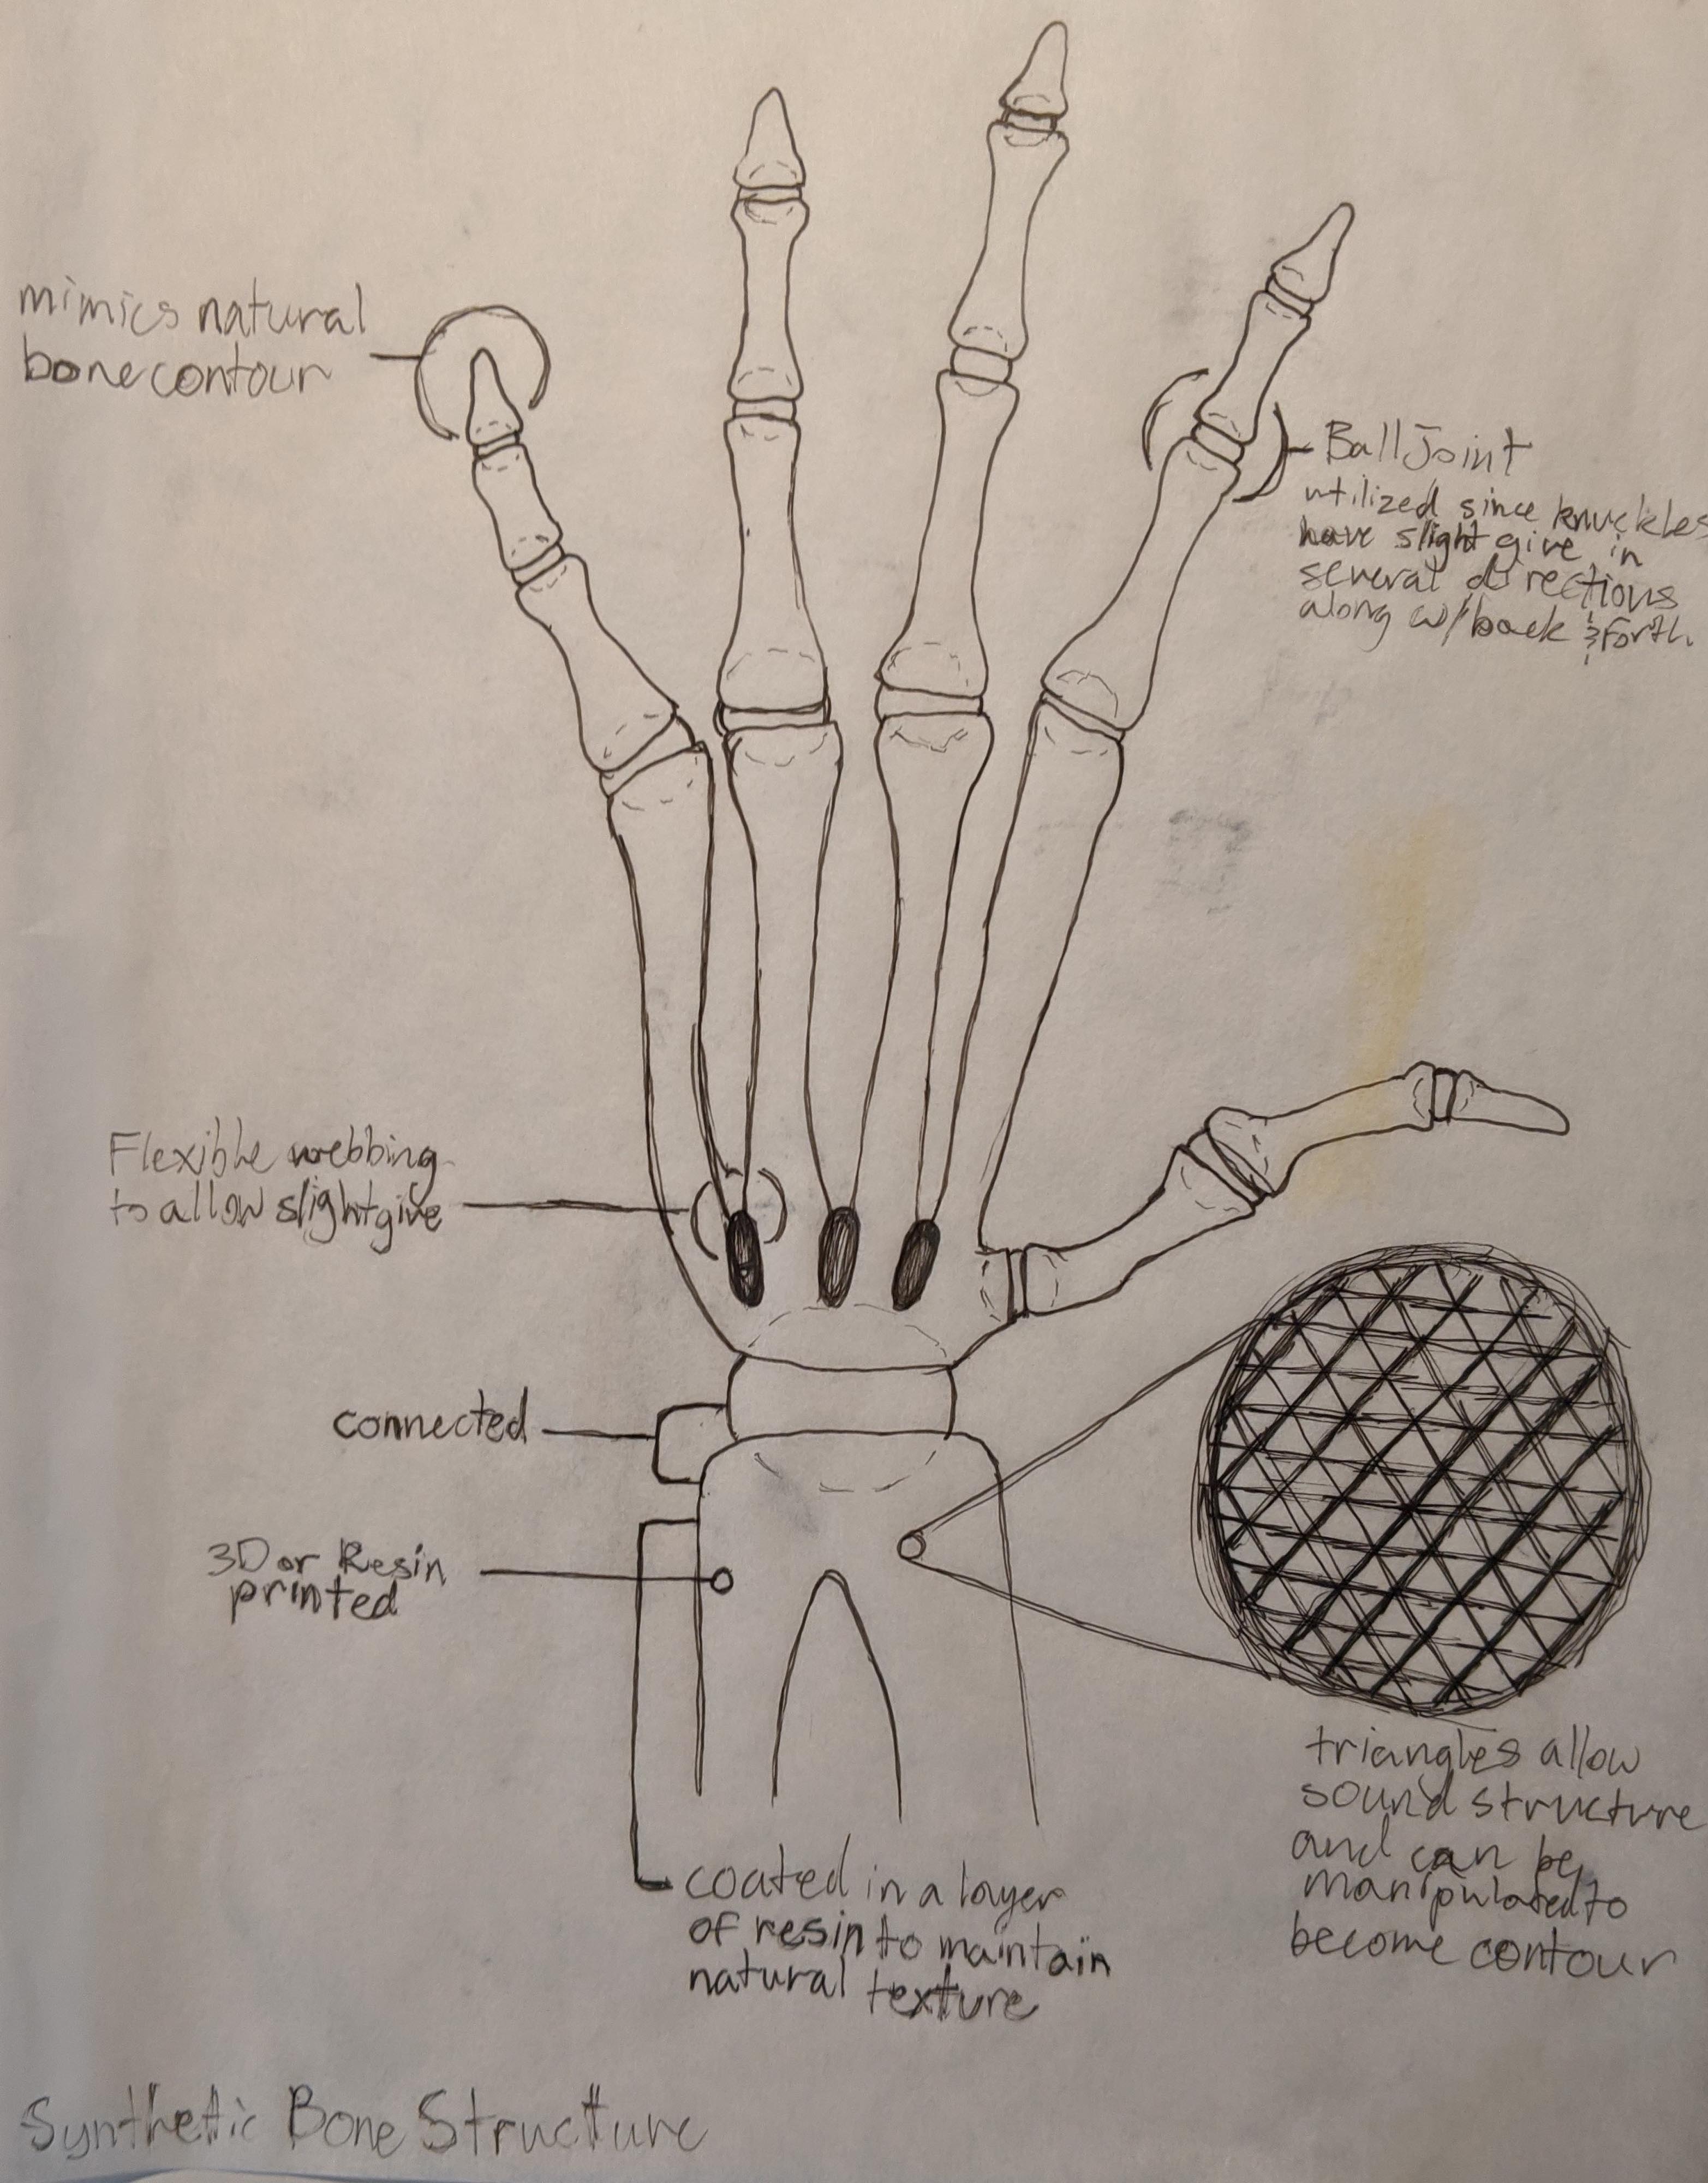 mimics natural
bone contour
Ball Joint
utilized since knuckles
have slight give in
several directions
along w/ back & forth
Flexible webbing
to allow slight give
connected
3D or Resin
printed
triangles allow
sound structure
and can be
manipulated to
become contour
coated in a layer
of resin to maintain
natural texture
Synthetic Bone Structure